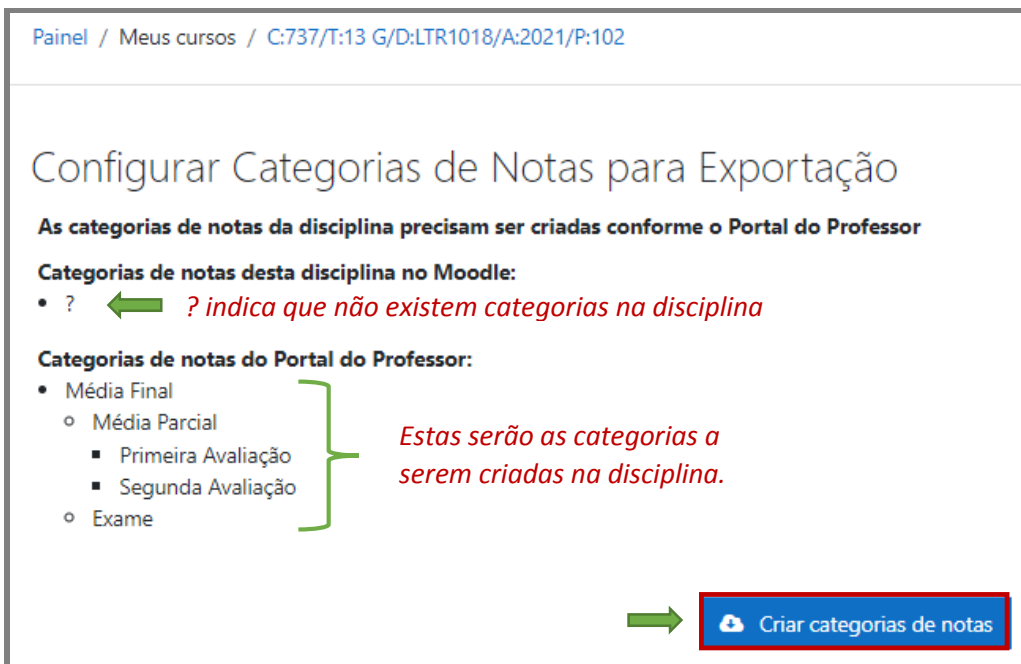 Painel / Meus cursos / C:737/T:13 G/D:LTR1018/A:2021/P:102
Configurar Categorias de Notas para Exportação
As categorias de notas da disciplina precisam ser criadas conforme o Portal do Professor
Categorias de notas desta disciplina no Moodle:
• ? ? indica que não existem categorias na disciplina
Categorias de notas do Portal do Professor:
• Média Final
○ Média Parcial
▪ Primeira Avaliação
▪ Segunda Avaliação
○ Exame
Estas serão as categorias a
serem criadas na disciplina.
Criar categorias de notas